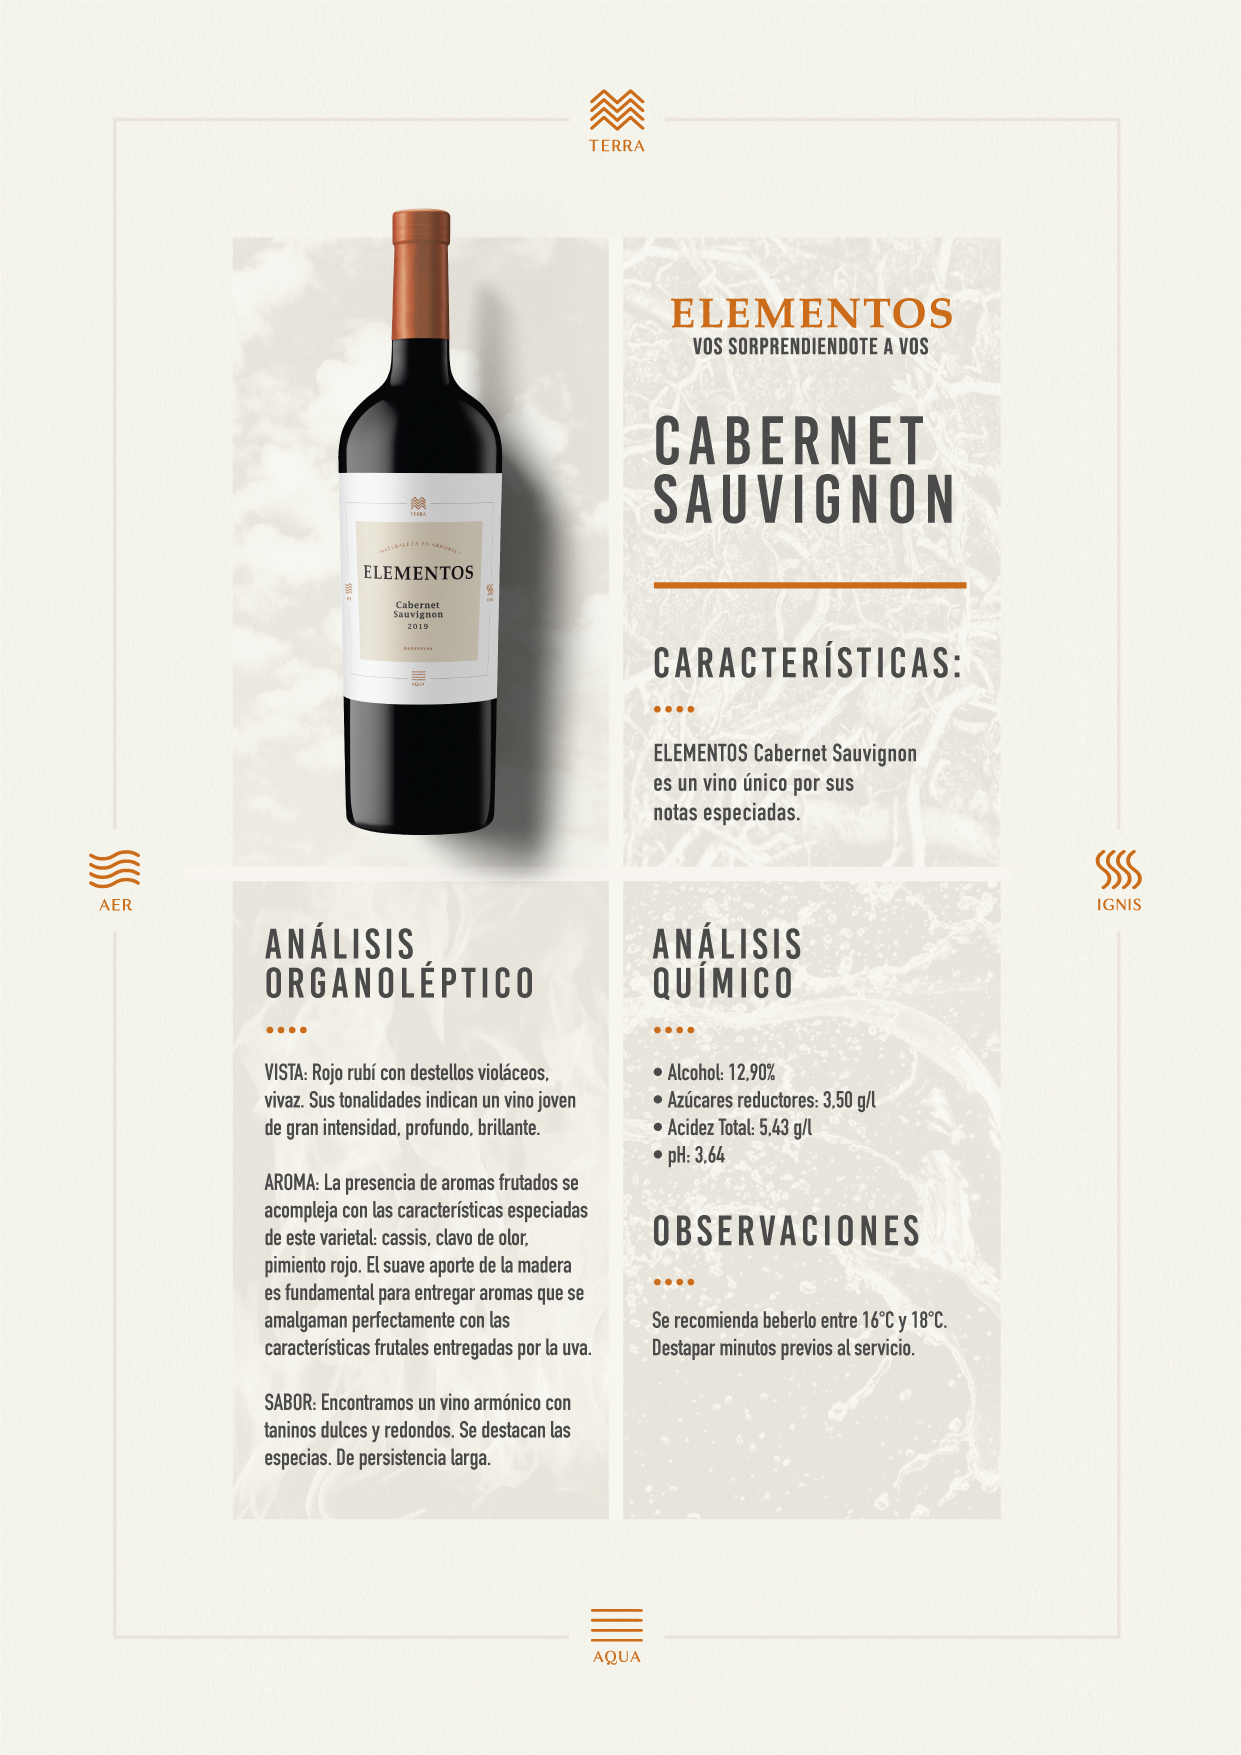 TERRA
ELEMENTOS
VOS SORPRENDIENDOTE A VOS
CABERNET
SAUVIGNON
TERRA
"NATURALEZA EN ARMONÍA"
ELEMENTOS
Cabernet
Sauvignon
2019
ARGENTINA
AQUA
CARACTERÍSTICAS:
ELEMENTOS Cabernet Sauvignon
es un vino único por sus
notas especiadas.
AER
IGNIS
ANÁLISIS
ORGANOLÉPTICO
VISTA: Rojo rubí con destellos violáceos,
vivaz. Sus tonalidades indican un vino joven
de gran intensidad, profundo, brillante.
AROMA: La presencia de aromas frutados se
acompleja con las características especiadas
de este varietal: cassis, clavo de olor,
pimiento rojo. El suave aporte de la madera
es fundamental para entregar aromas que se
amalgaman perfectamente con las
características frutales entregadas por la uva.
SABOR: Encontramos un vino armónico con
taninos dulces y redondos. Se destacan las
especias. De persistencia larga.
ANÁLISIS
QUÍMICO
• Alcohol: 12,90%
• Azúcares reductores: 3,50 g/l
• Acidez Total: 5,43 g/l
• pH: 3,64
OBSERVACIONES
Se recomienda beberlo entre 16°C y 18°C.
Destapar minutos previos al servicio.
AQUA